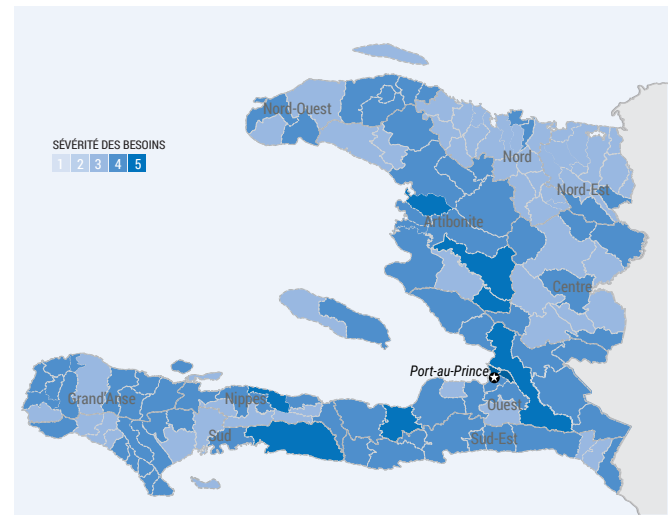 Nord-Ouest
SÉVÉRITÉ DES BESOINS
1 2 3 4 5
Nord
Nord-Est
Artibonite
Centre
Port-au-Prince
Grand'Anse
Nippes
Ouest
Sud
Sud-Est